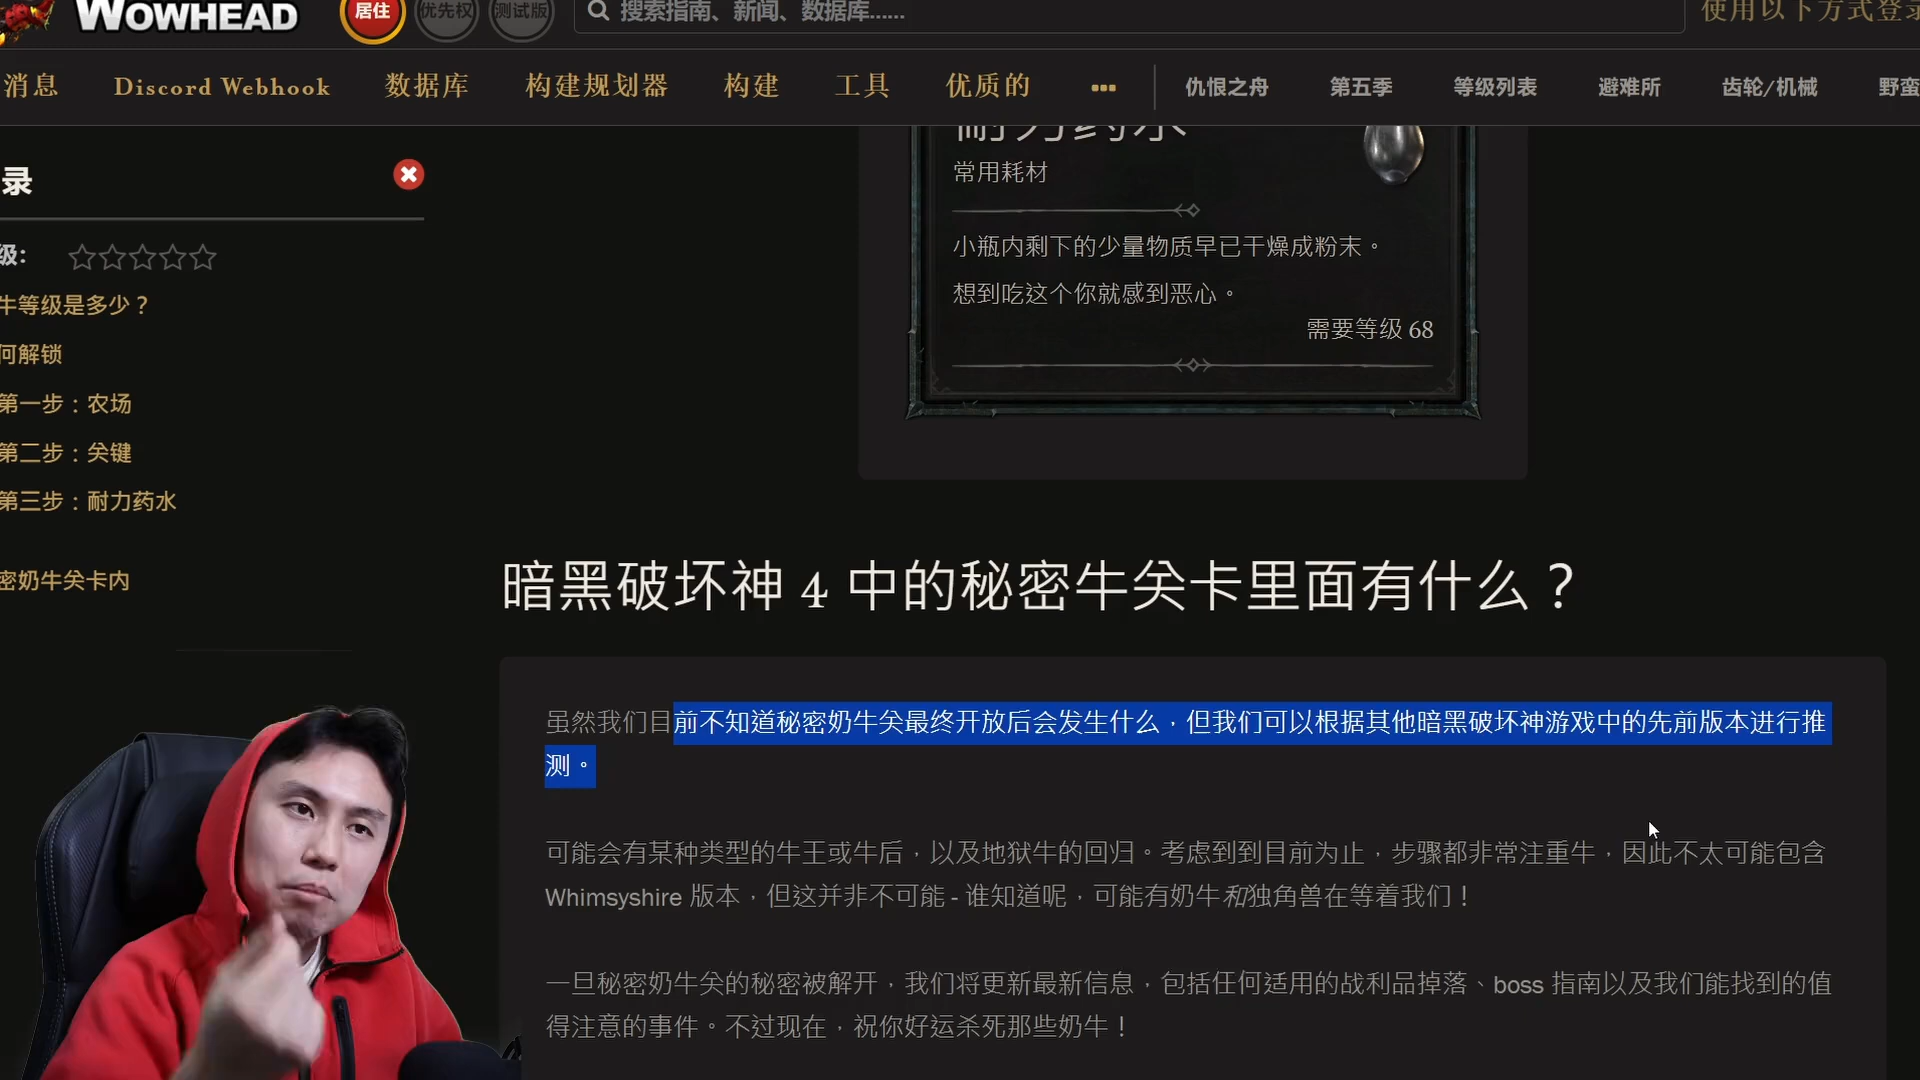 WOWHEAD
居住
优先权
测试版
搜索指南、新闻、数据库......
使用以下方式登录
消息
Discord Webhook
数据库
构建规划器
构建
工具
优质的
仇恨之舟
第五季
等级列表
避难所
齿轮/机械
野蛮
录
级:
牛等级是多少？
何解锁
第一步：农场
第二步：关键
第三步：耐力药水
密奶牛关卡内
耐力药水
常用耗材
小瓶内剩下的少量物质早已干燥成粉末。
想到吃这个你就感到恶心。
需要等级 68
暗黑破坏神 4 中的秘密牛关卡里面有什么？
虽然我们目前不知道秘密奶牛关最终开放后会发生什么，但我们可以根据其他暗黑破坏神游戏中的先前版本进行推
测。
可能会有某种类型的牛王或牛后，以及地狱牛的回归。考虑到到目前为止，步骤都非常注重牛，因此不太可能包含
Whimsyshire 版本，但这并非不可能 - 谁知道呢，可能有奶牛和独角兽在等着我们！
一旦秘密奶牛关的秘密被解开，我们将更新最新信息，包括任何适用的战利品掉落、boss 指南以及我们能找到的值
得注意的事件。不过现在，祝你好运杀死那些奶牛！